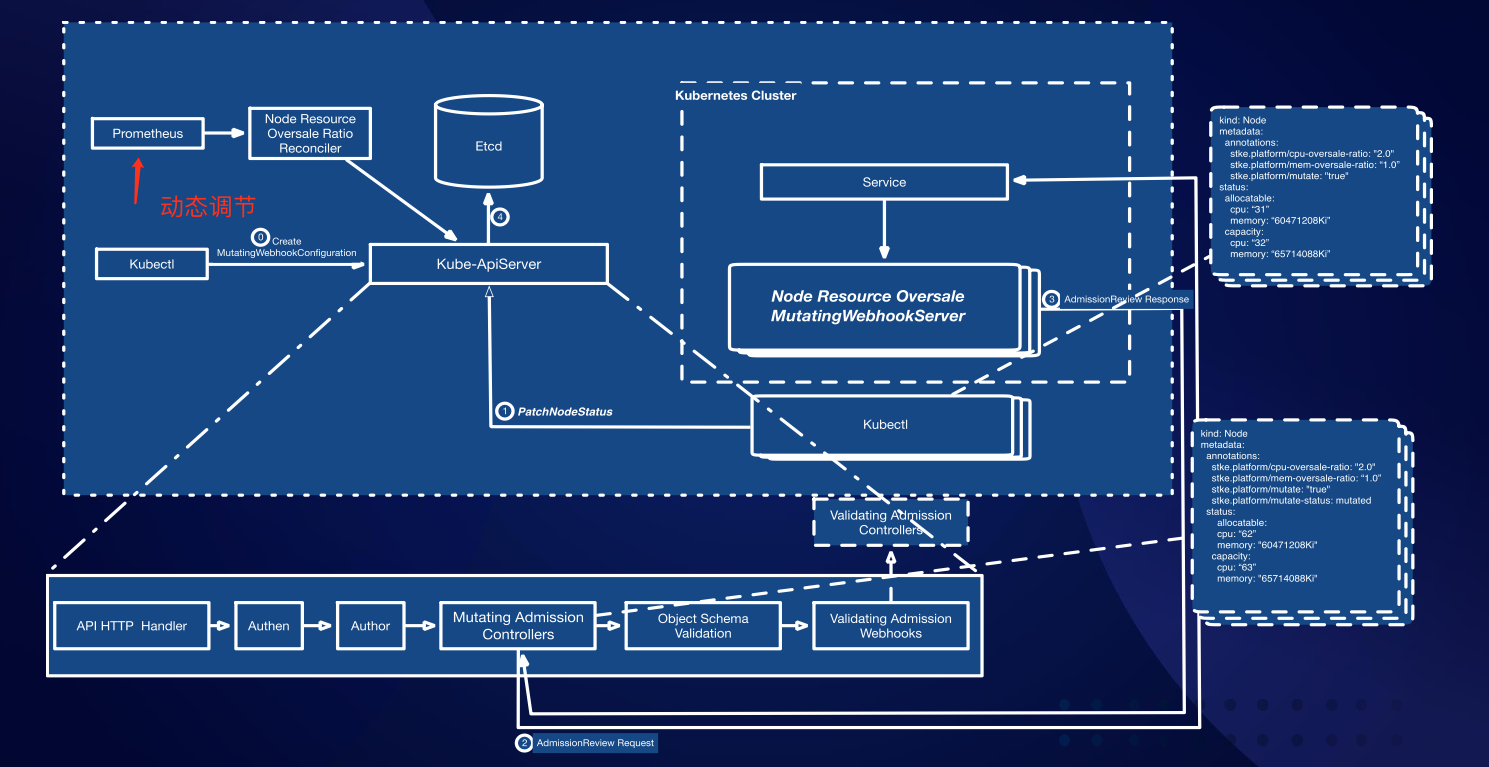 Prometheus
Node Resource
Oversale Ratio
Reconciler
Etcd
动态调节
4
0
Create
MutatingWebhookConfiguration
Kubectl
Kube-ApiServer
Kubernetes Cluster
Service
Node Resource Oversale
MutatingWebhookServer
3 AdmissionReview Response
1 PatchNodeStatus
Kubectl
kind: Node
metadata:
annotations:
stke.platform/cpu-oversale-ratio: "2.0"
stke.platform/mem-oversale-ratio: "1.0"
stke.platform/mutate: "true"
status:
allocatable:
cpu: "31"
memory: "60471208Ki"
capacity:
cpu: "32"
memory: "65714088Ki"
kind: Node
metadata:
annotations:
stke.platform/cpu-oversale-ratio: "2.0"
stke.platform/mem-oversale-ratio: "1.0"
stke.platform/mutate: "true"
stke.platform/mutate-status: mutated
status:
allocatable:
cpu: "62"
memory: "60471208Ki"
capacity:
cpu: "63"
memory: "65714088Ki"
Validating Admission
Controllers
API HTTP Handler
Authen
Author
Mutating Admission
Controllers
Object Schema
Validation
Validating Admission
Webhooks
2 AdmissionReview Request